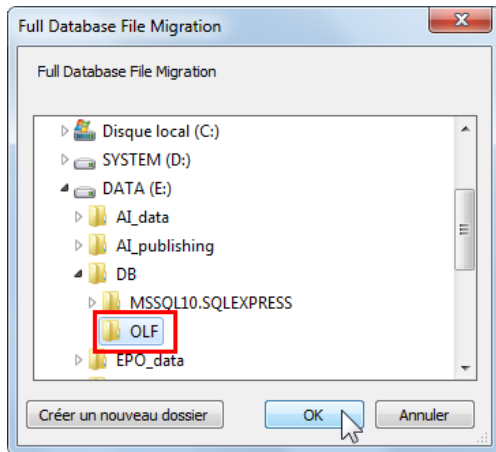 Full Database File Migration
Full Database File Migration
Disque local (C:)
SYSTEM (D:)
DATA (E:)
AI_data
AI_publishing
DB
MSSQL10.SQLEXPRESS
OLF
EPO_data
Créer un nouveau dossier
OK
Annuler